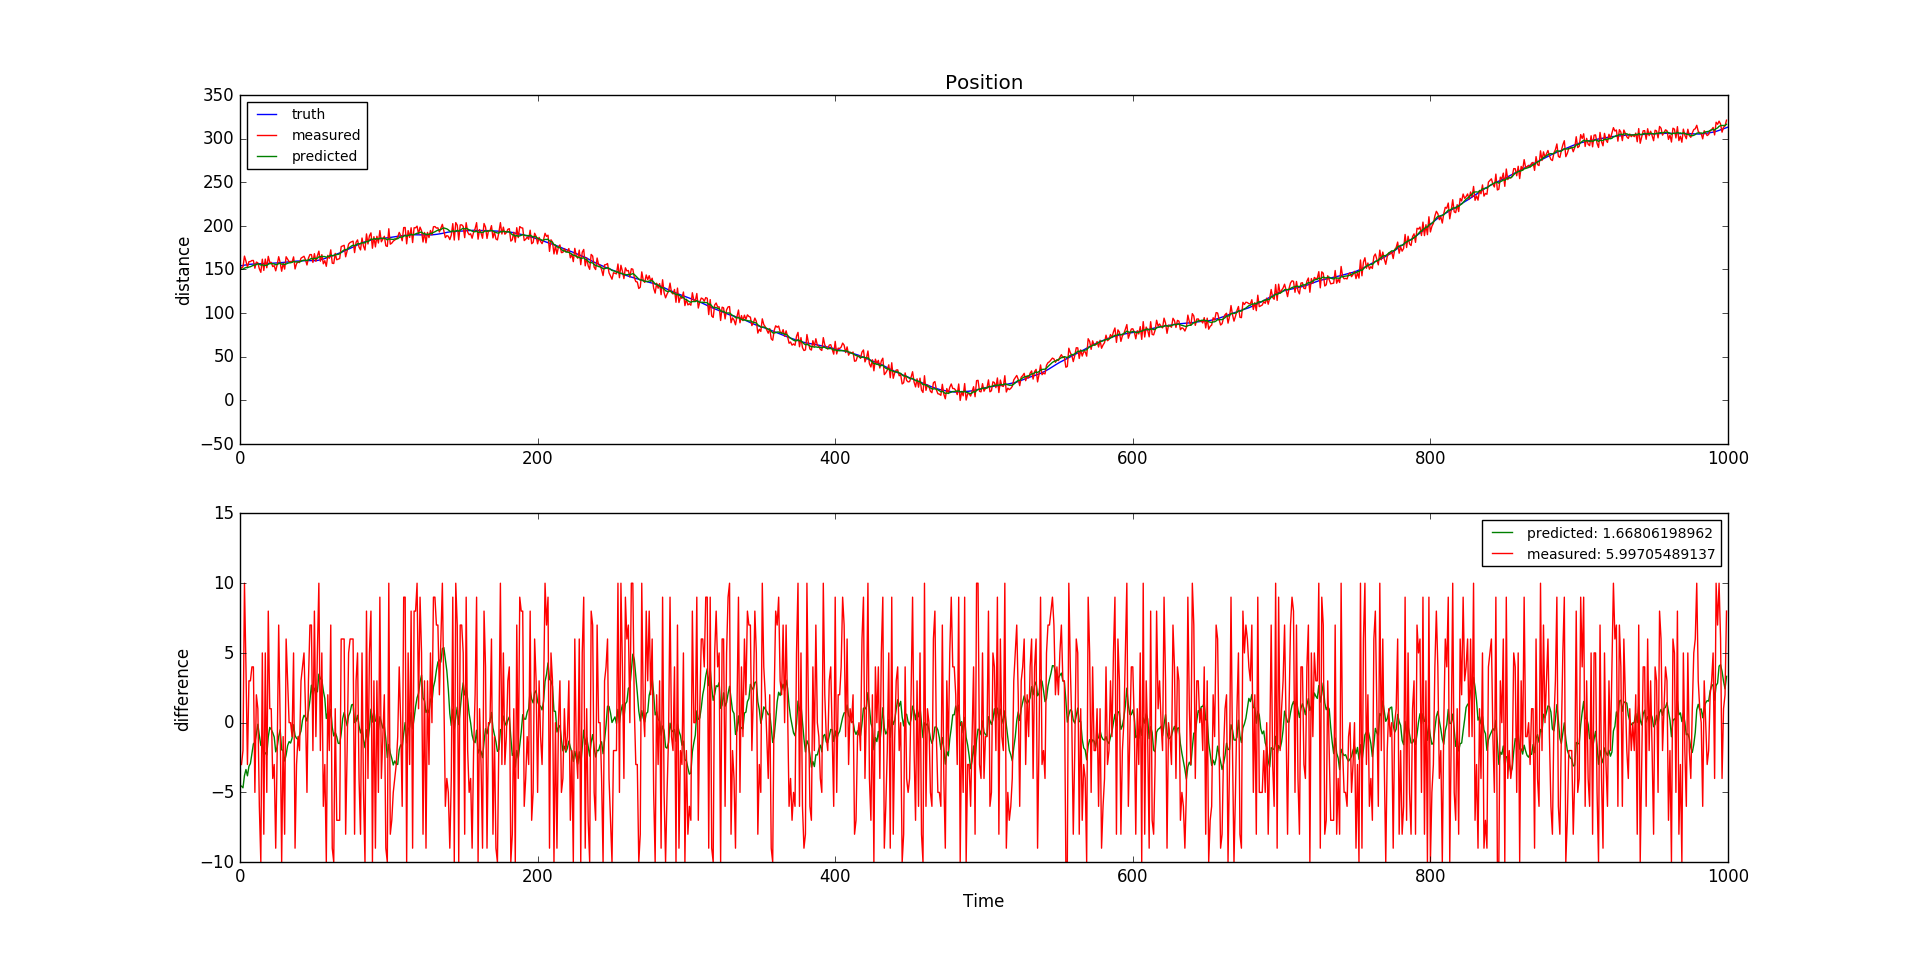 Position
350
300
250
200
150
100
50
0
−50
distance
truth
measured
predicted
0 200 400 600 800 1000
15
10
5
0
−5
−10
difference
predicted: 1.66806198962
measured: 5.99705489137
0 200 400 600 800 1000
Time